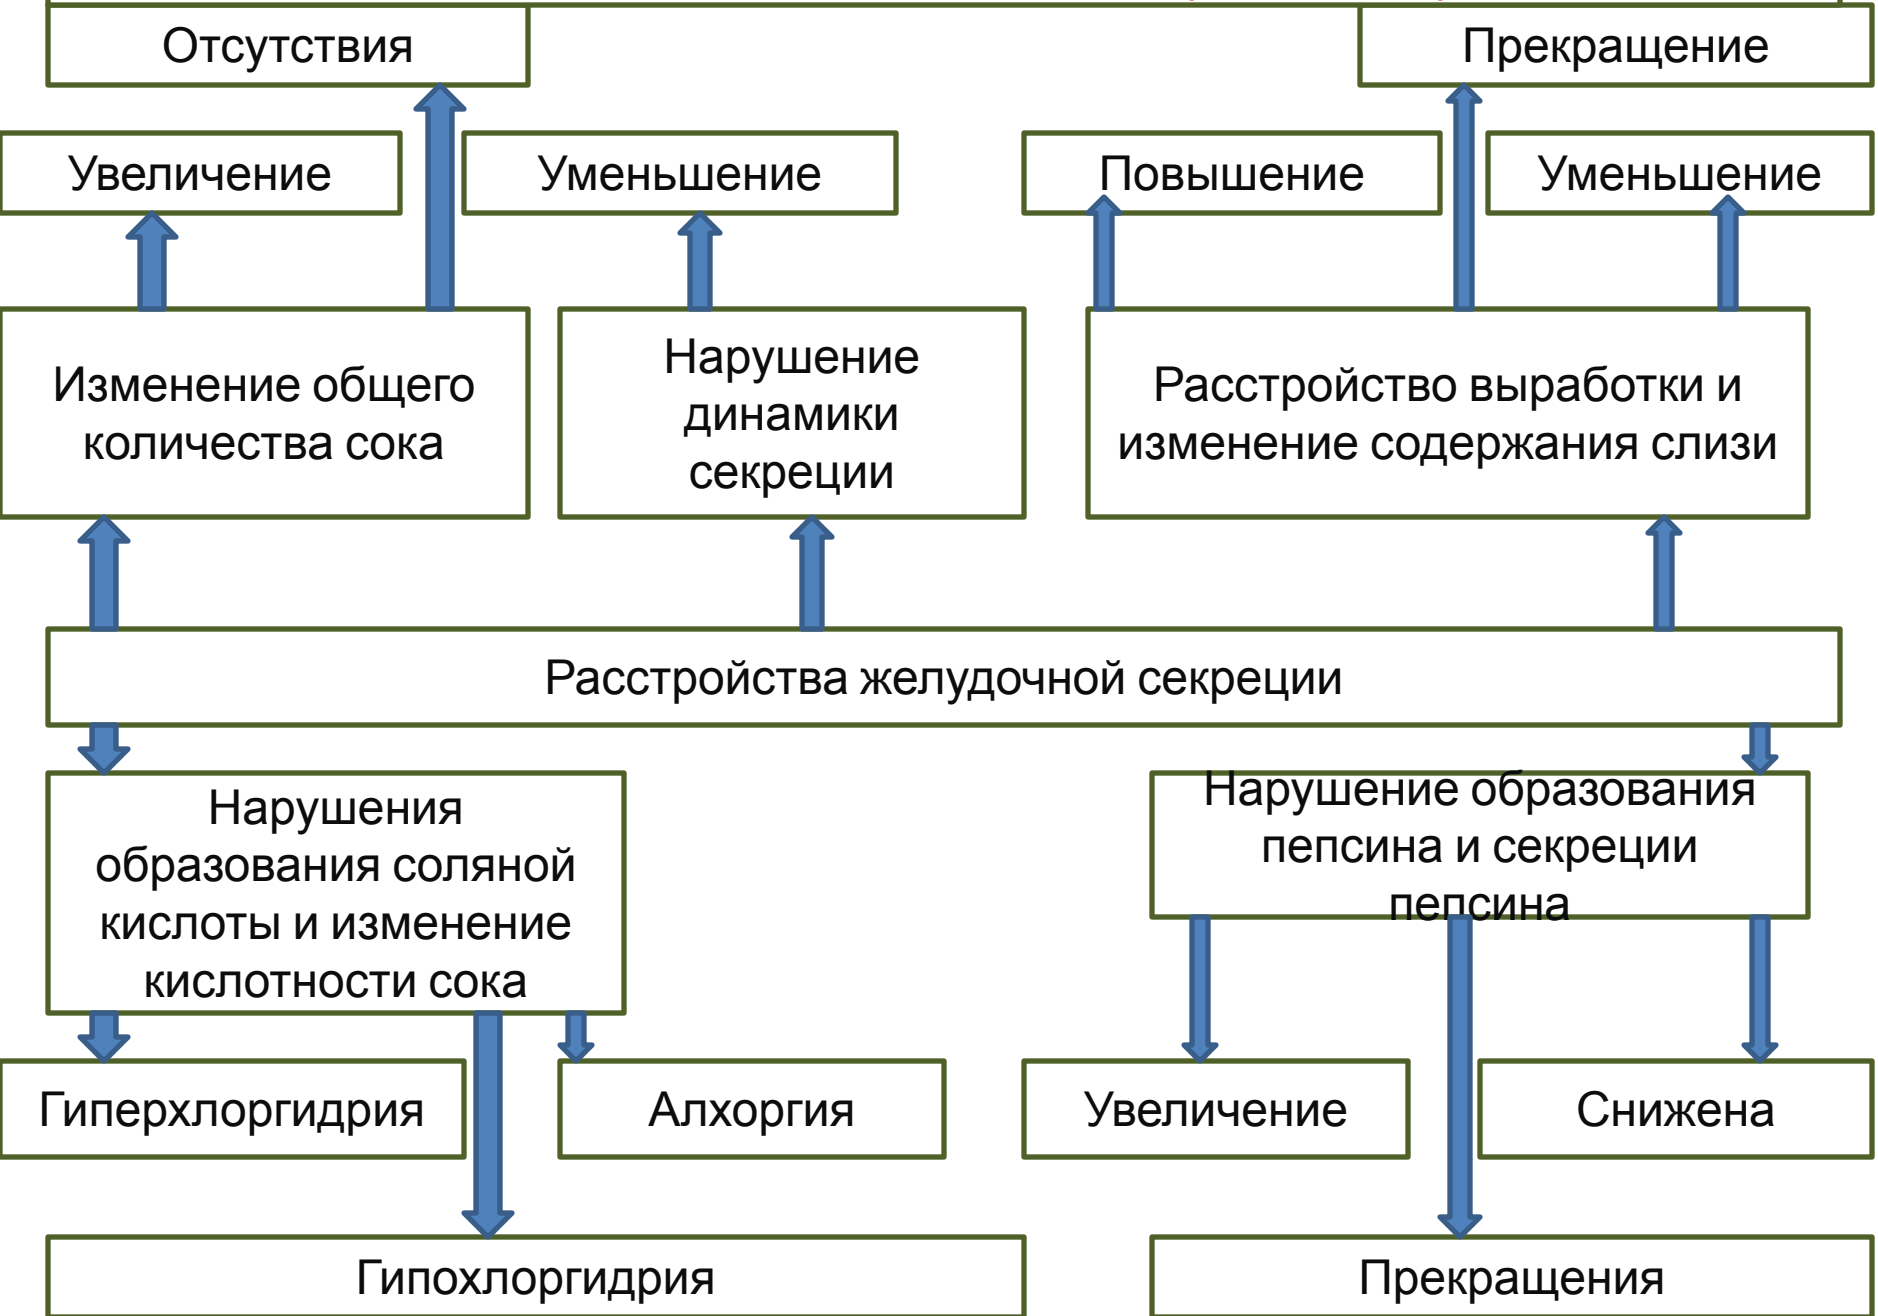 Отсутствия
Прекращение
Увеличение
Уменьшение
Повышение
Уменьшение
Изменение общего
количества сока
Нарушение
динамики
секреции
Расстройство выработки и
изменение содержания слизи
Расстройства желудочной секреции
Нарушения
образования соляной
кислоты и изменение
кислотности сока
Нарушение образования
пепсина и секреции
пепсина
Гиперхлоргидрия
Алхоргия
Увеличение
Снижена
Гипохлоргидрия
Прекращения